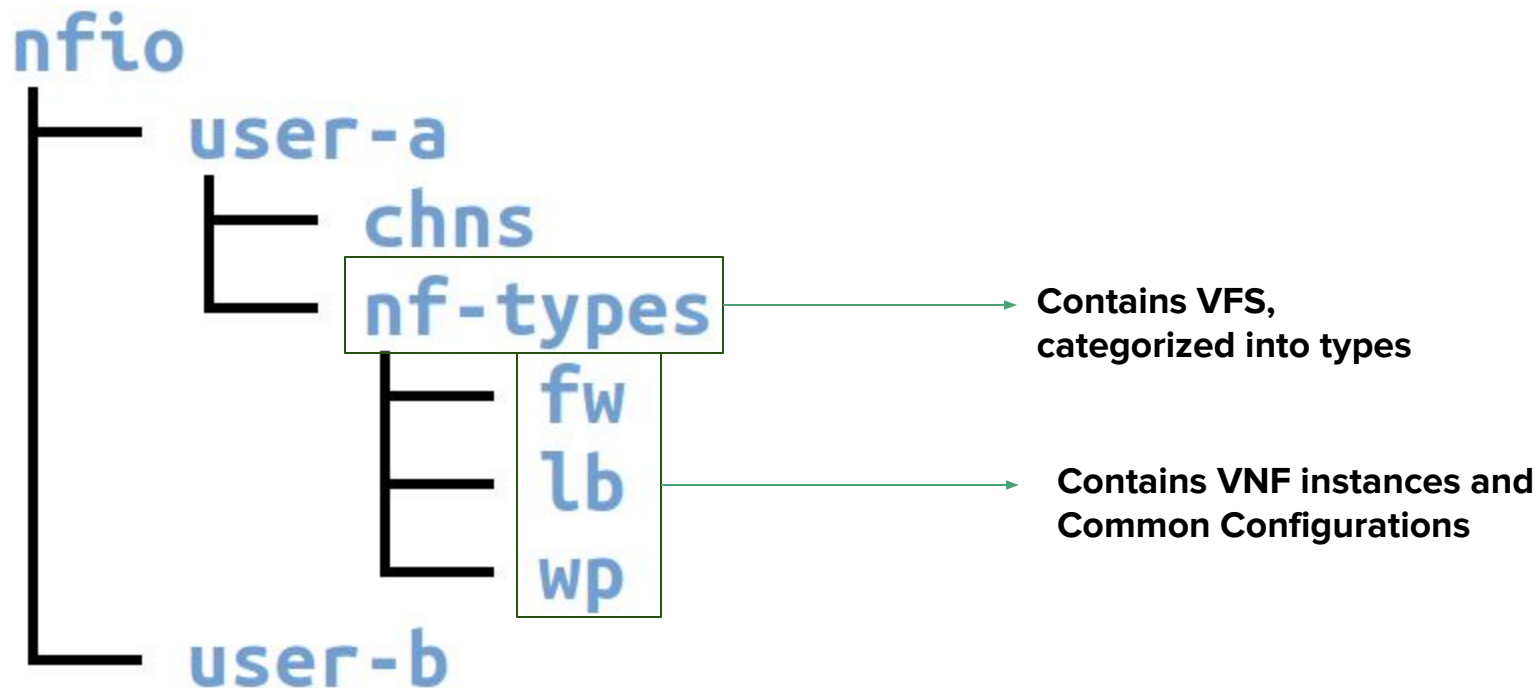 nfio
user-a
chns
nf-types
Contains VFS,
categorized into types
fw
lb
Contains VNF instances and
Common Configurations
wp
user-b